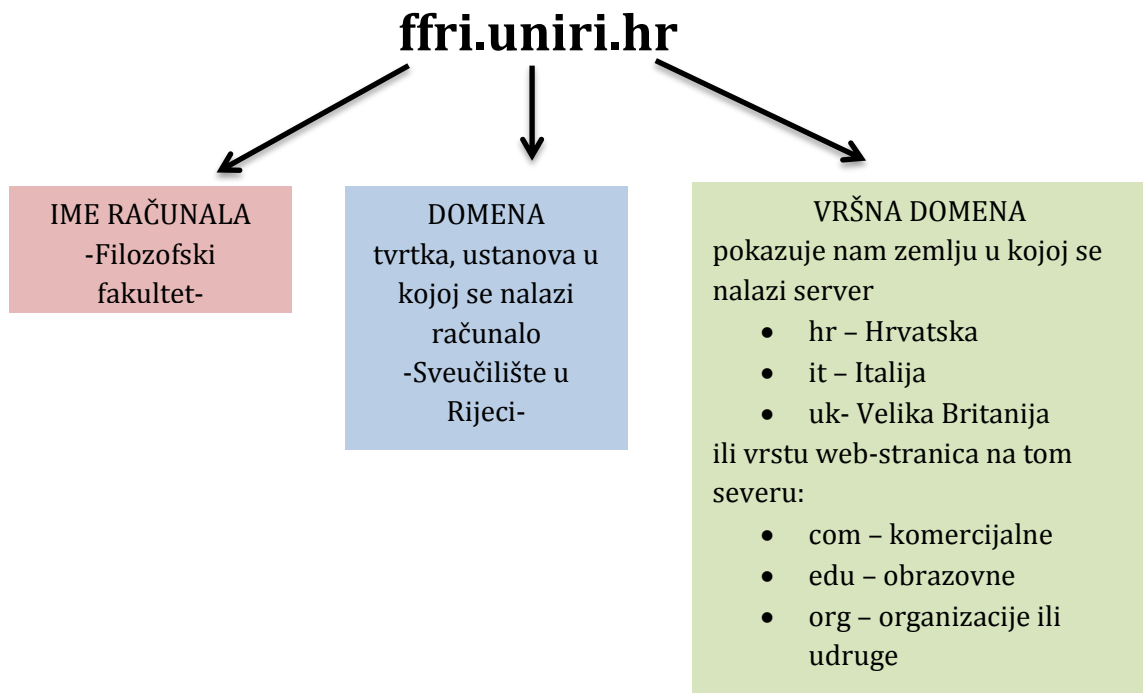 ffri.uniri.hr
IME RAČUNALA
-Filozofski
fakultet-
DOMENA
tvrtka, ustanova u
kojoj se nalazi
računalo
-Sveučilište u
Rijeci-
VRŠNA DOMENA
pokazuje nam zemlju u kojoj se
nalazi server
• hr – Hrvatska
• it – Italija
• uk- Velika Britanija
ili vrstu web-stranica na tom
severu:
• com – komercijalne
• edu – obrazovne
• org – organizacije ili
udruge